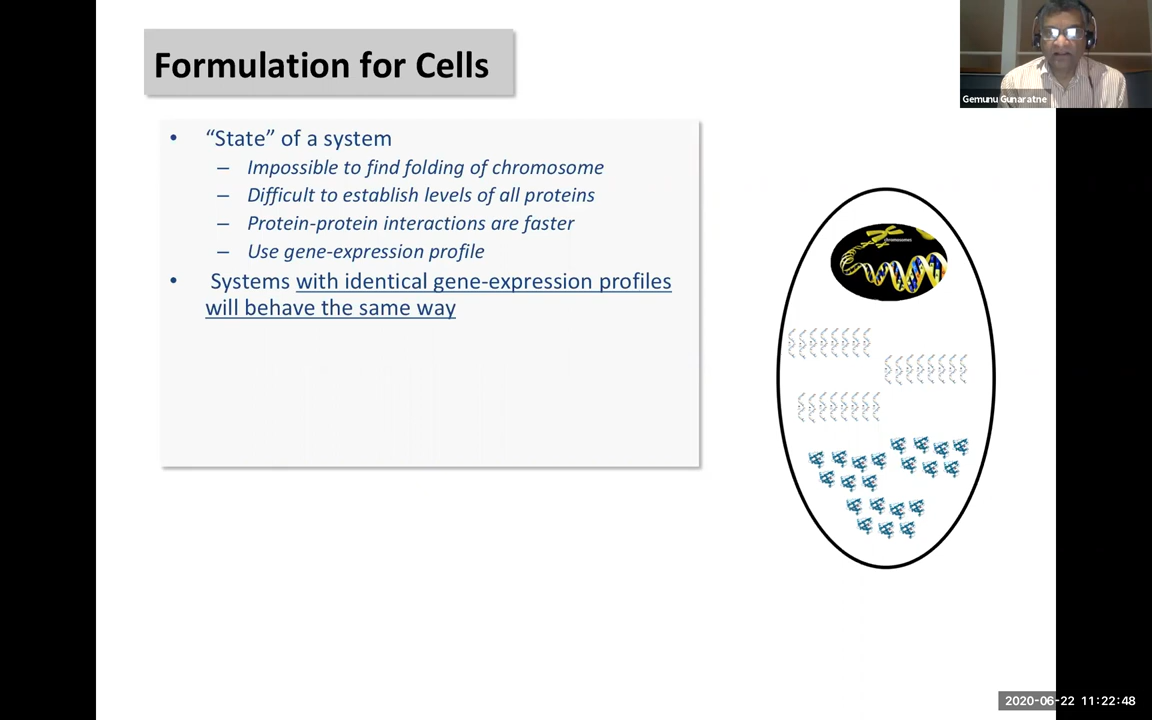 Formulation for Cells
Gemunu Gunaratne
• “State” of a system
– Impossible to find folding of chromosome
– Difficult to establish levels of all proteins
– Protein-protein interactions are faster
– Use gene-expression profile
• Systems with identical gene-expression profiles
will behave the same way
chromosomes
2020-06-22 11:22:48